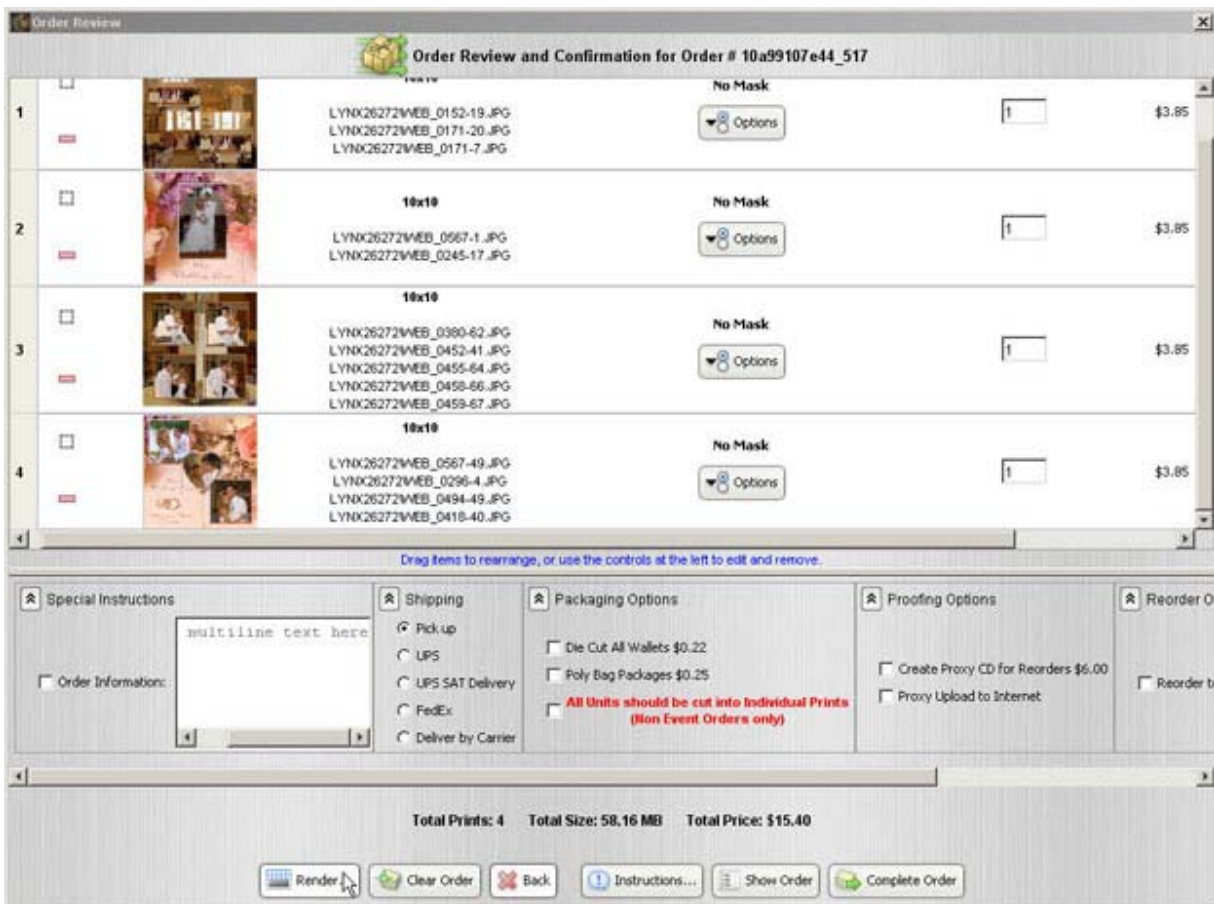 Order Review
Order Review and Confirmation for Order # 10a99107e44_517
1
10x10
LYNX26272WEB_0152-19.JPG
LYNX26272WEB_0171-20.JPG
LYNX26272WEB_0171-7.JPG
No Mask
Options
1
$3.85
2
10x10
LYNX26272WEB_0567-1.JPG
LYNX26272WEB_0245-17.JPG
No Mask
Options
1
$3.85
3
10x10
LYNX26272WEB_0380-62.JPG
LYNX26272WEB_0452-41.JPG
LYNX26272WEB_0455-64.JPG
LYNX26272WEB_0458-66.JPG
LYNX26272WEB_0459-67.JPG
No Mask
Options
1
$3.85
4
10x10
LYNX26272WEB_0567-49.JPG
LYNX26272WEB_0296-4.JPG
LYNX26272WEB_0494-49.JPG
LYNX26272WEB_0418-40.JPG
No Mask
Options
1
$3.85
Drag items to rearrange, or use the controls at the left to edit and remove.
Special Instructions
Order Information:
multiline text here
Shipping
Pick up
UPS
UPS SAT Delivery
FedEx
Deliver by Carrier
Packaging Options
Die Cut All Wallets $0.22
Poly Bag Packages $0.25
All Units should be cut into Individual Prints
(Non Event Orders only)
Proofing Options
Create Proxy CD for Reorders $6.00
Proxy Upload to Internet
Reorder O
Reorder t
Total Prints: 4 Total Size: 58.16 MB Total Price: $15.40
Render Clear Order Back Instructions... Show Order Complete Order